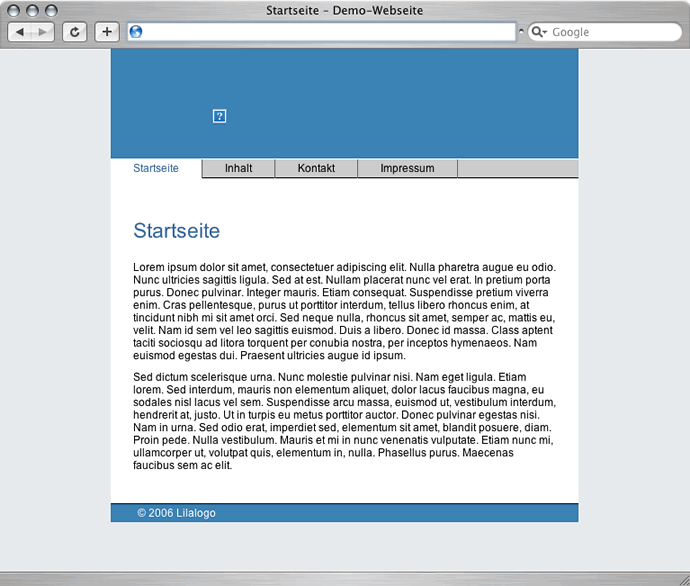 Startseite – Demo-Webseite
Google
?
Startseite Inhalt Kontakt Impressum
Startseite
Lorem ipsum dolor sit amet, consectetuer adipiscing elit. Nulla pharetra augue eu odio.
Nunc ultricies sagittis ligula. Sed at est. Nullam placerat nunc vel erat. In pretium porta
purus. Donec pulvinar. Integer mauris. Etiam consequat. Suspendisse pretium viverra
enim. Cras pellentesque, purus ut porttitor interdum, tellus libero rhoncus enim, at
tincidunt nibh mi sit amet orci. Sed neque nulla, rhoncus sit amet, semper ac, mattis eu,
velit. Nam id sem vel leo sagittis euismod. Duis a libero. Donec id massa. Class aptent
taciti sociosqu ad litora torquent per conubia nostra, per inceptos hymenaeos. Nam
euismod egestas dui. Praesent ultricies augue id ipsum.
Sed dictum scelerisque urna. Nunc molestie pulvinar nisi. Nam eget ligula. Etiam
lorem. Sed interdum, mauris non elementum aliquet, dolor lacus faucibus magna, eu
sodales nisl lacus vel sem. Suspendisse arcu massa, euismod ut, vestibulum interdum,
hendrerit at, justo. Ut in turpis eu metus porttitor auctor. Donec pulvinar egestas nisi.
Nam in urna. Sed odio erat, imperdiet sed, elementum sit amet, blandit posuere, diam.
Proin pede. Nulla vestibulum. Mauris et mi in nunc venenatis vulputate. Etiam nunc mi,
ullamcorper ut, volutpat quis, elementum in, nulla. Phasellus purus. Maecenas
faucibus sem ac elit.
© 2006 Lilalogo